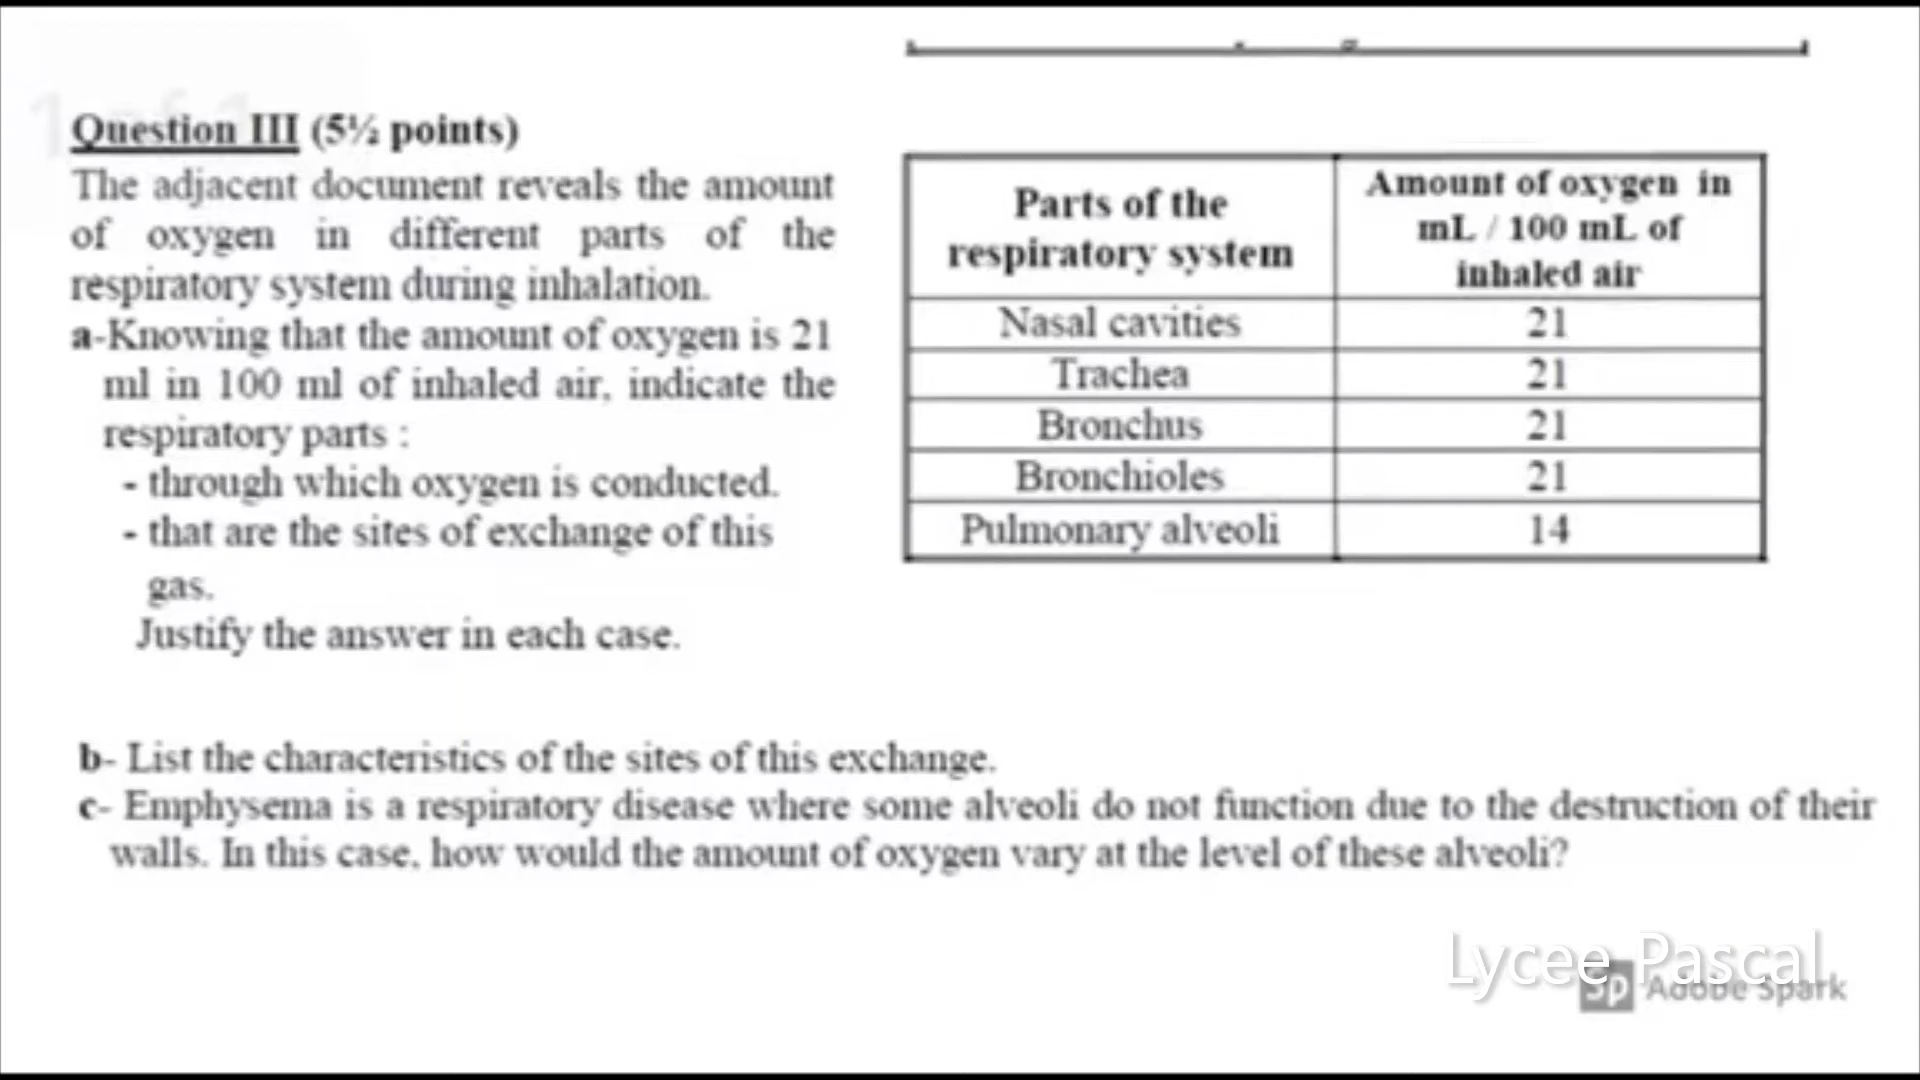 Question III (5½ points)
The adjacent document reveals the amount
of oxygen in different parts of the
respiratory system during inhalation.
a-Knowing that the amount of oxygen is 21
ml in 100 ml of inhaled air, indicate the
respiratory parts :
- through which oxygen is conducted.
- that are the sites of exchange of this
gas.
Justify the answer in each case.
Parts of the
respiratory system
Amount of oxygen in
mL / 100 mL of
inhaled air
Nasal cavities 21
Trachea 21
Bronchus 21
Bronchioles 21
Pulmonary alveoli 14
b- List the characteristics of the sites of this exchange.
c- Emphysema is a respiratory disease where some alveoli do not function due to the destruction of their
walls. In this case, how would the amount of oxygen vary at the level of these alveoli?
Lycee Pascal
Sp Adobe Spark